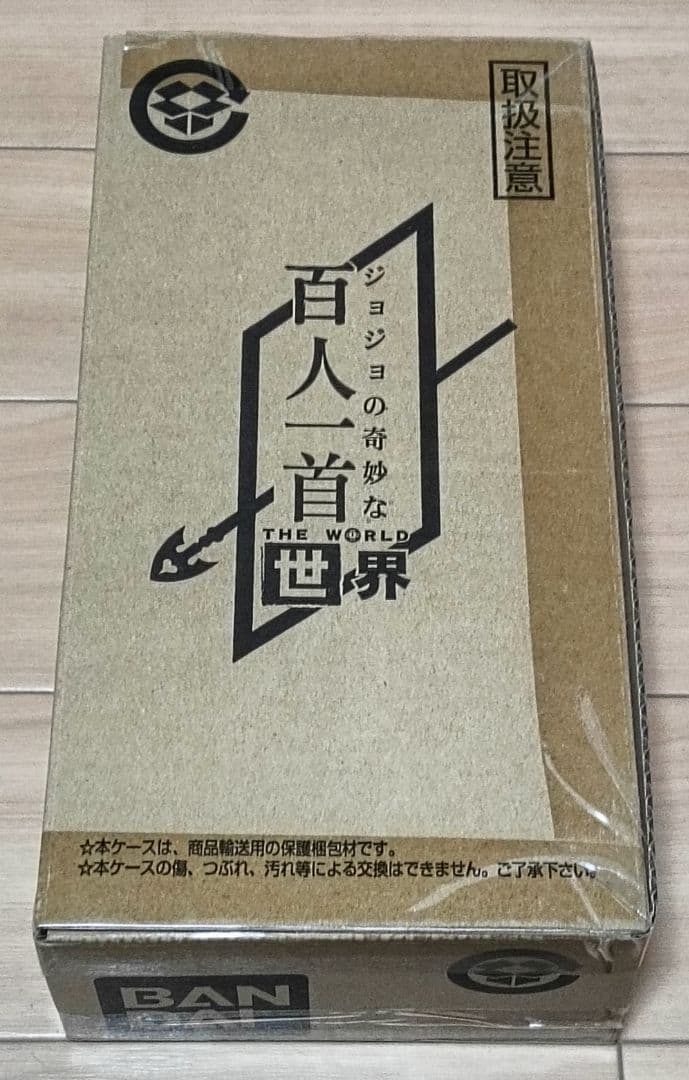 取扱注意
ジョジョの奇妙な
百人一首
THE WORLD
世界
☆本ケースは、商品輸送用の保護梱包材です。
☆本ケースの傷、つぶれ、汚れ等による交換はできません。ご了承下さい。
BAN
DAI